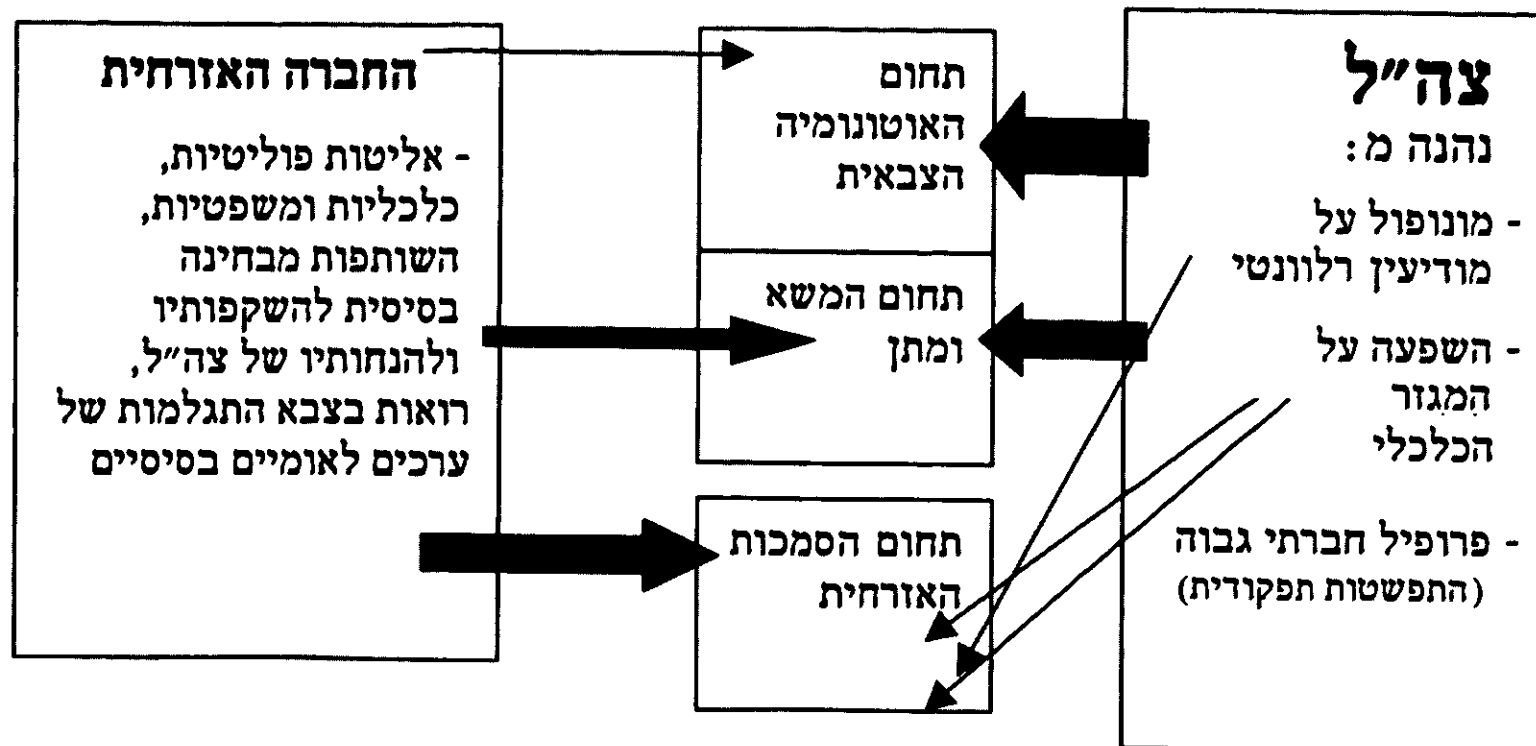 צה״ל
נהנה מ:
- מונופול על
מודיעין רלוונטי
- השפעה על
המגזר
הכלכלי
- פרופיל חברתי גבוה
(התפשטות תפקודית)
תחום
האוטונומיה
הצבאית
תחום המשא
ומתן
תחום הסמכות
האזרחית
החברה האזרחית
- אליטות פוליטיות,
כלכליות ומשפטיות,
השותפות מבחינה
בסיסית להשקפותיו
ולהנחותיו של צה״ל,
רואות בצבא התגלמות של
ערכים לאומיים בסיסיים